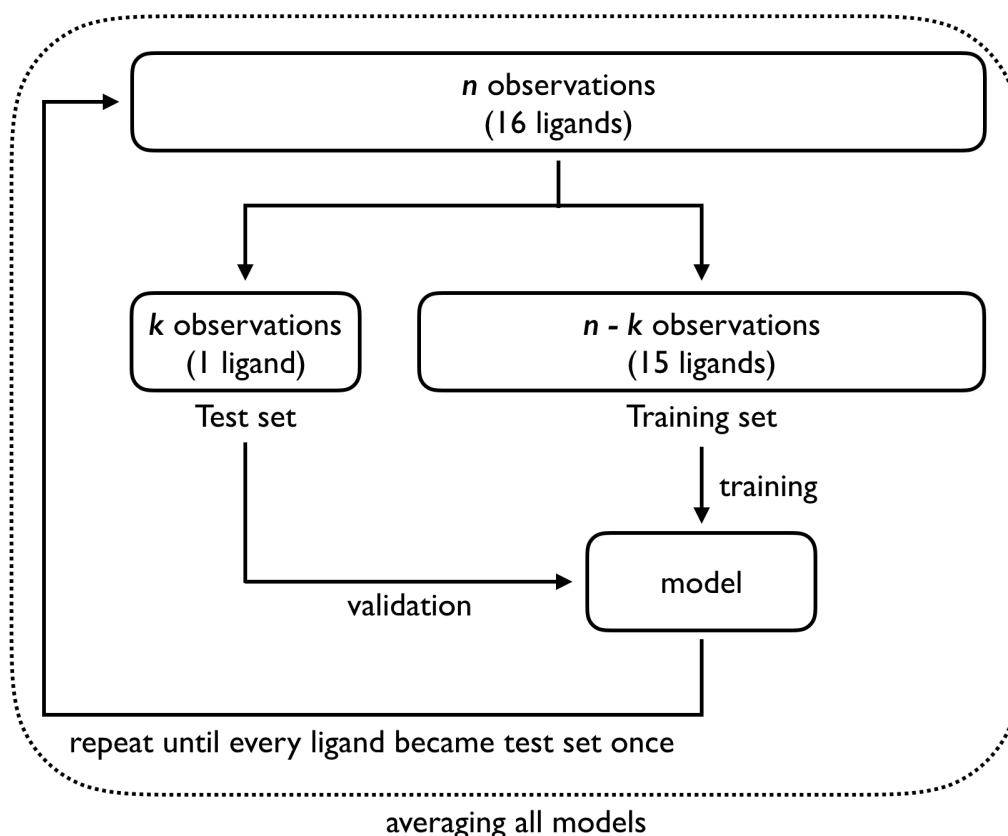 n observations
(16 ligands)
k observations
(1 ligand)
n - k observations
(15 ligands)
Test set
Training set
training
model
validation
repeat until every ligand became test set once
averaging all models